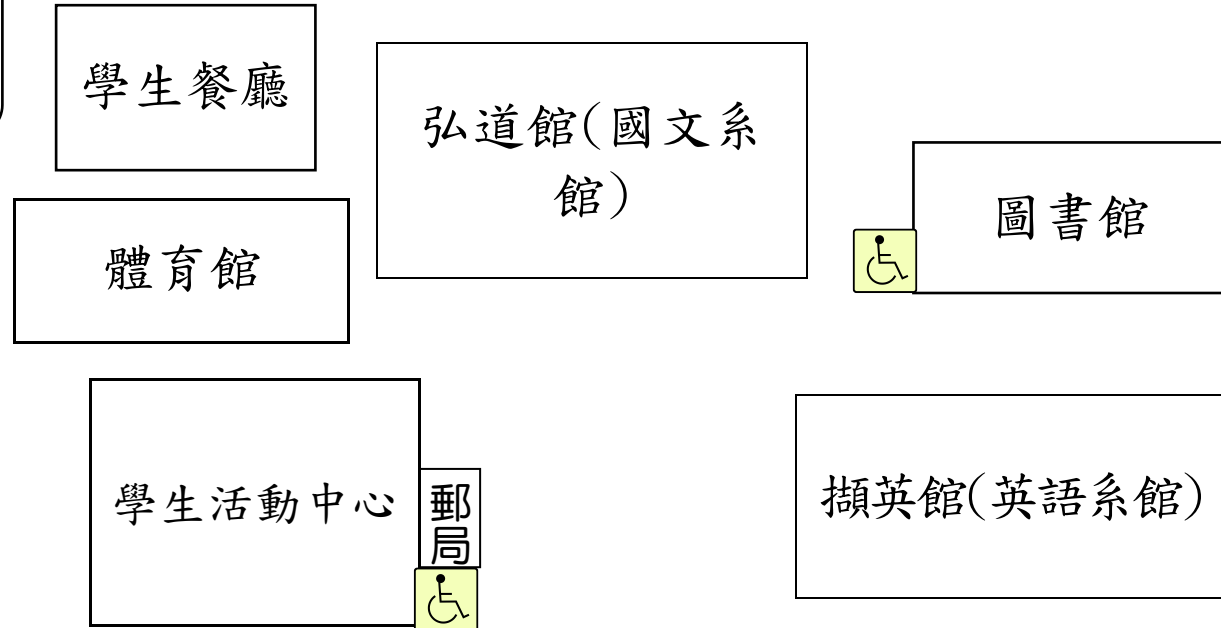 學生餐廳
弘道館(國文系
館)
圖書館
體育館
學生活動中心
郵局
擷英館(英語系館)